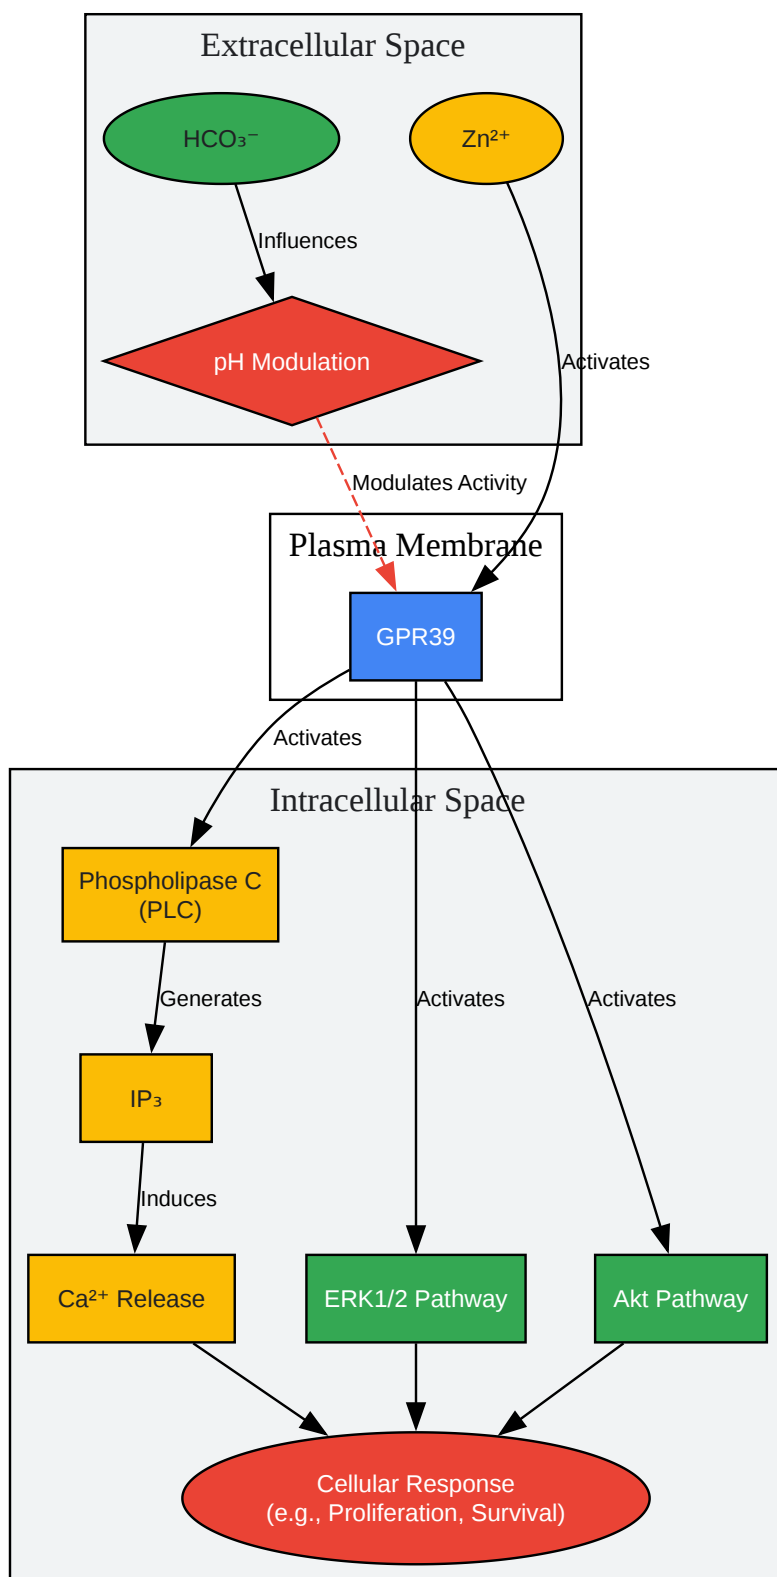 Extracellular Space
HCO₃⁻
Zn²⁺
Influences
pH Modulation
Activates
Modulates Activity
Plasma Membrane
GPR39
Activates
Intracellular Space
Phospholipase C
(PLC)
Generates
Activates
Activates
IP₃
Induces
Ca²⁺ Release
ERK1/2 Pathway
Akt Pathway
Cellular Response
(e.g., Proliferation, Survival)